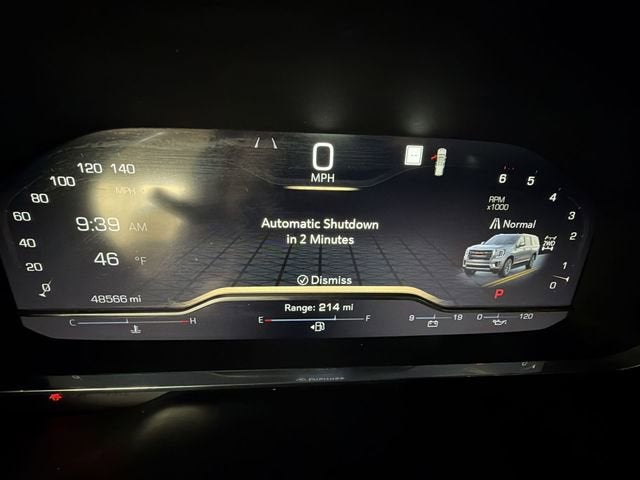 0
MPH
20
40
60
80
100
120
140
MPH
0
9:39 AM
46 °F
48566 mi
Automatic Shutdown
in 2 Minutes
Dismiss
6
5
4
3
2
1
0
RPM
x1000
Normal
2WD
P
C H
Range: 214 mi
E F
9 19
0 120